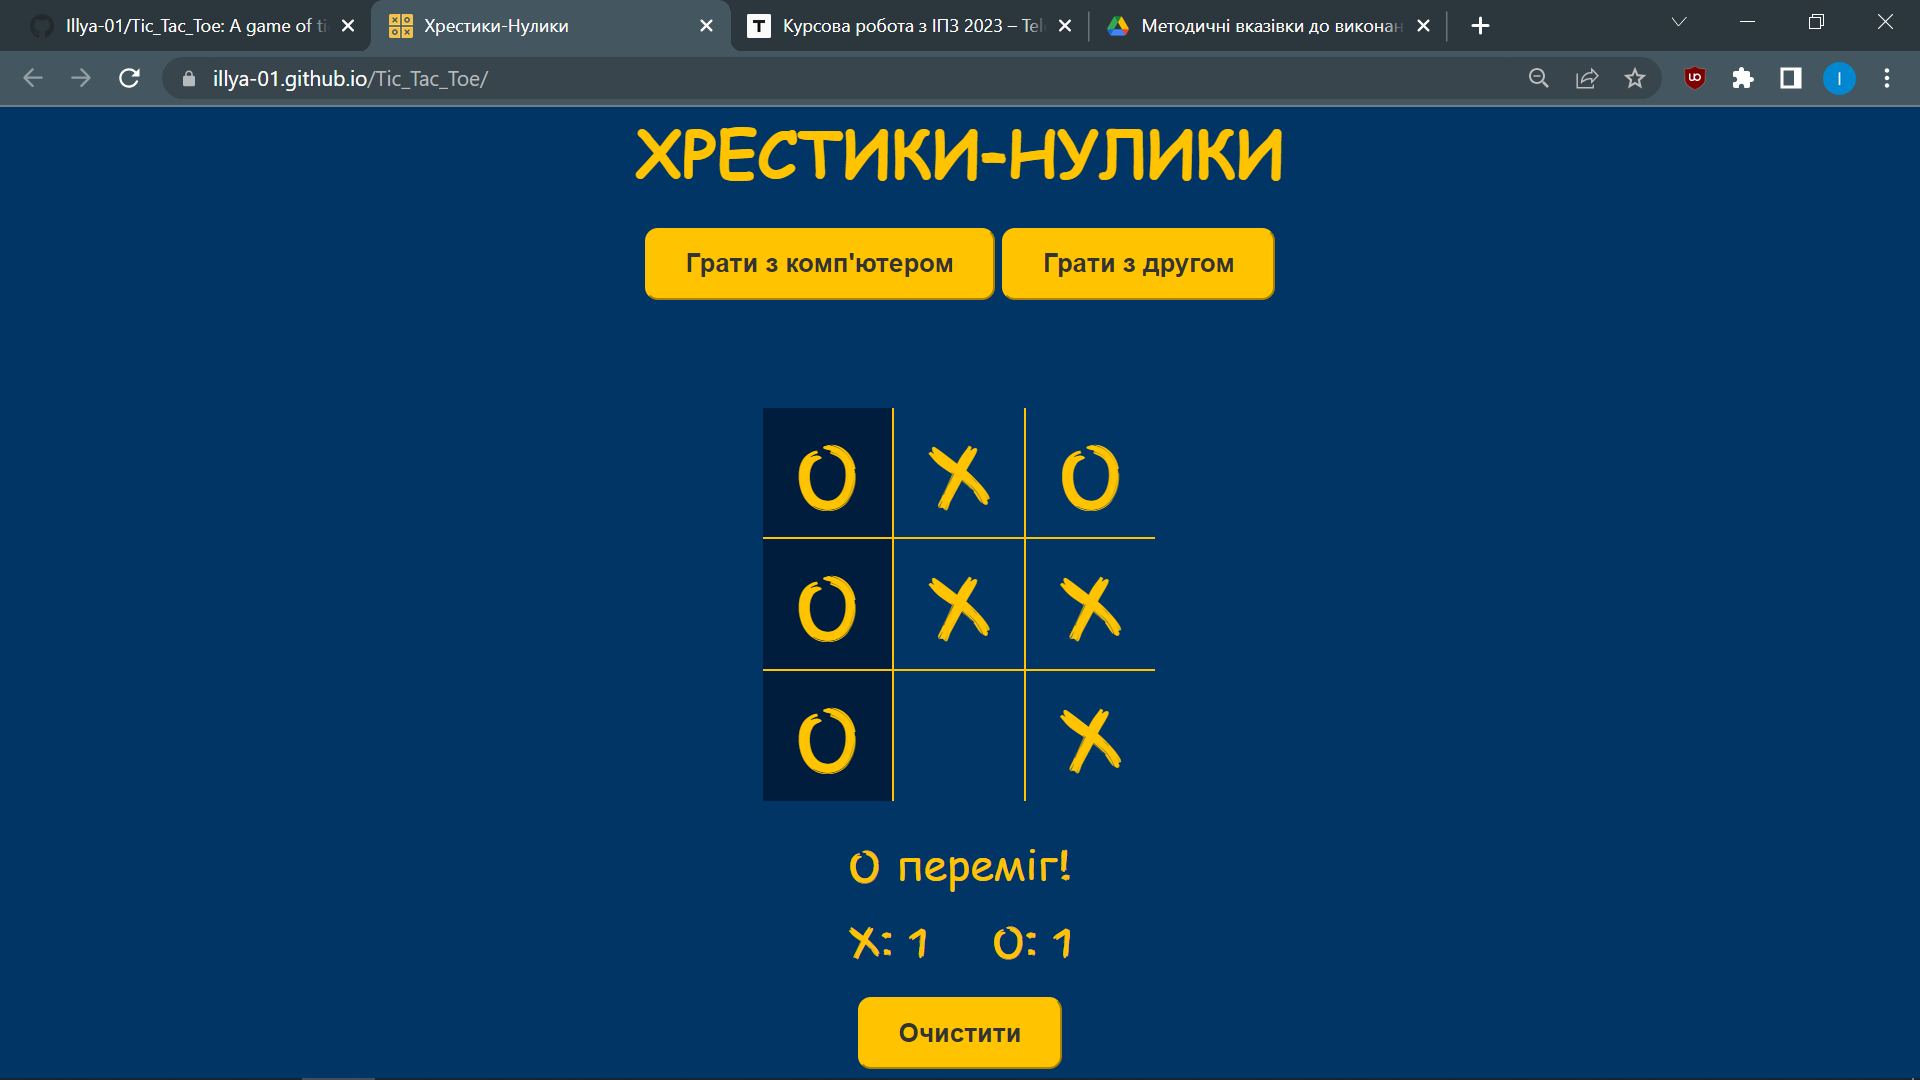 Illya-01/Tic_Tac_Toe: A game of ti
Хрестики-Нулики
Курсова робота з ІПЗ 2023 – Tel
Методичні вказівки до виконан
illya-01.github.io/Tic_Tac_Toe/
I
ХРЕСТИКИ-НУЛИКИ
Грати з комп'ютером Грати з другом
O X O
O X X
O X
O переміг!
X: 1 O: 1
Очистити